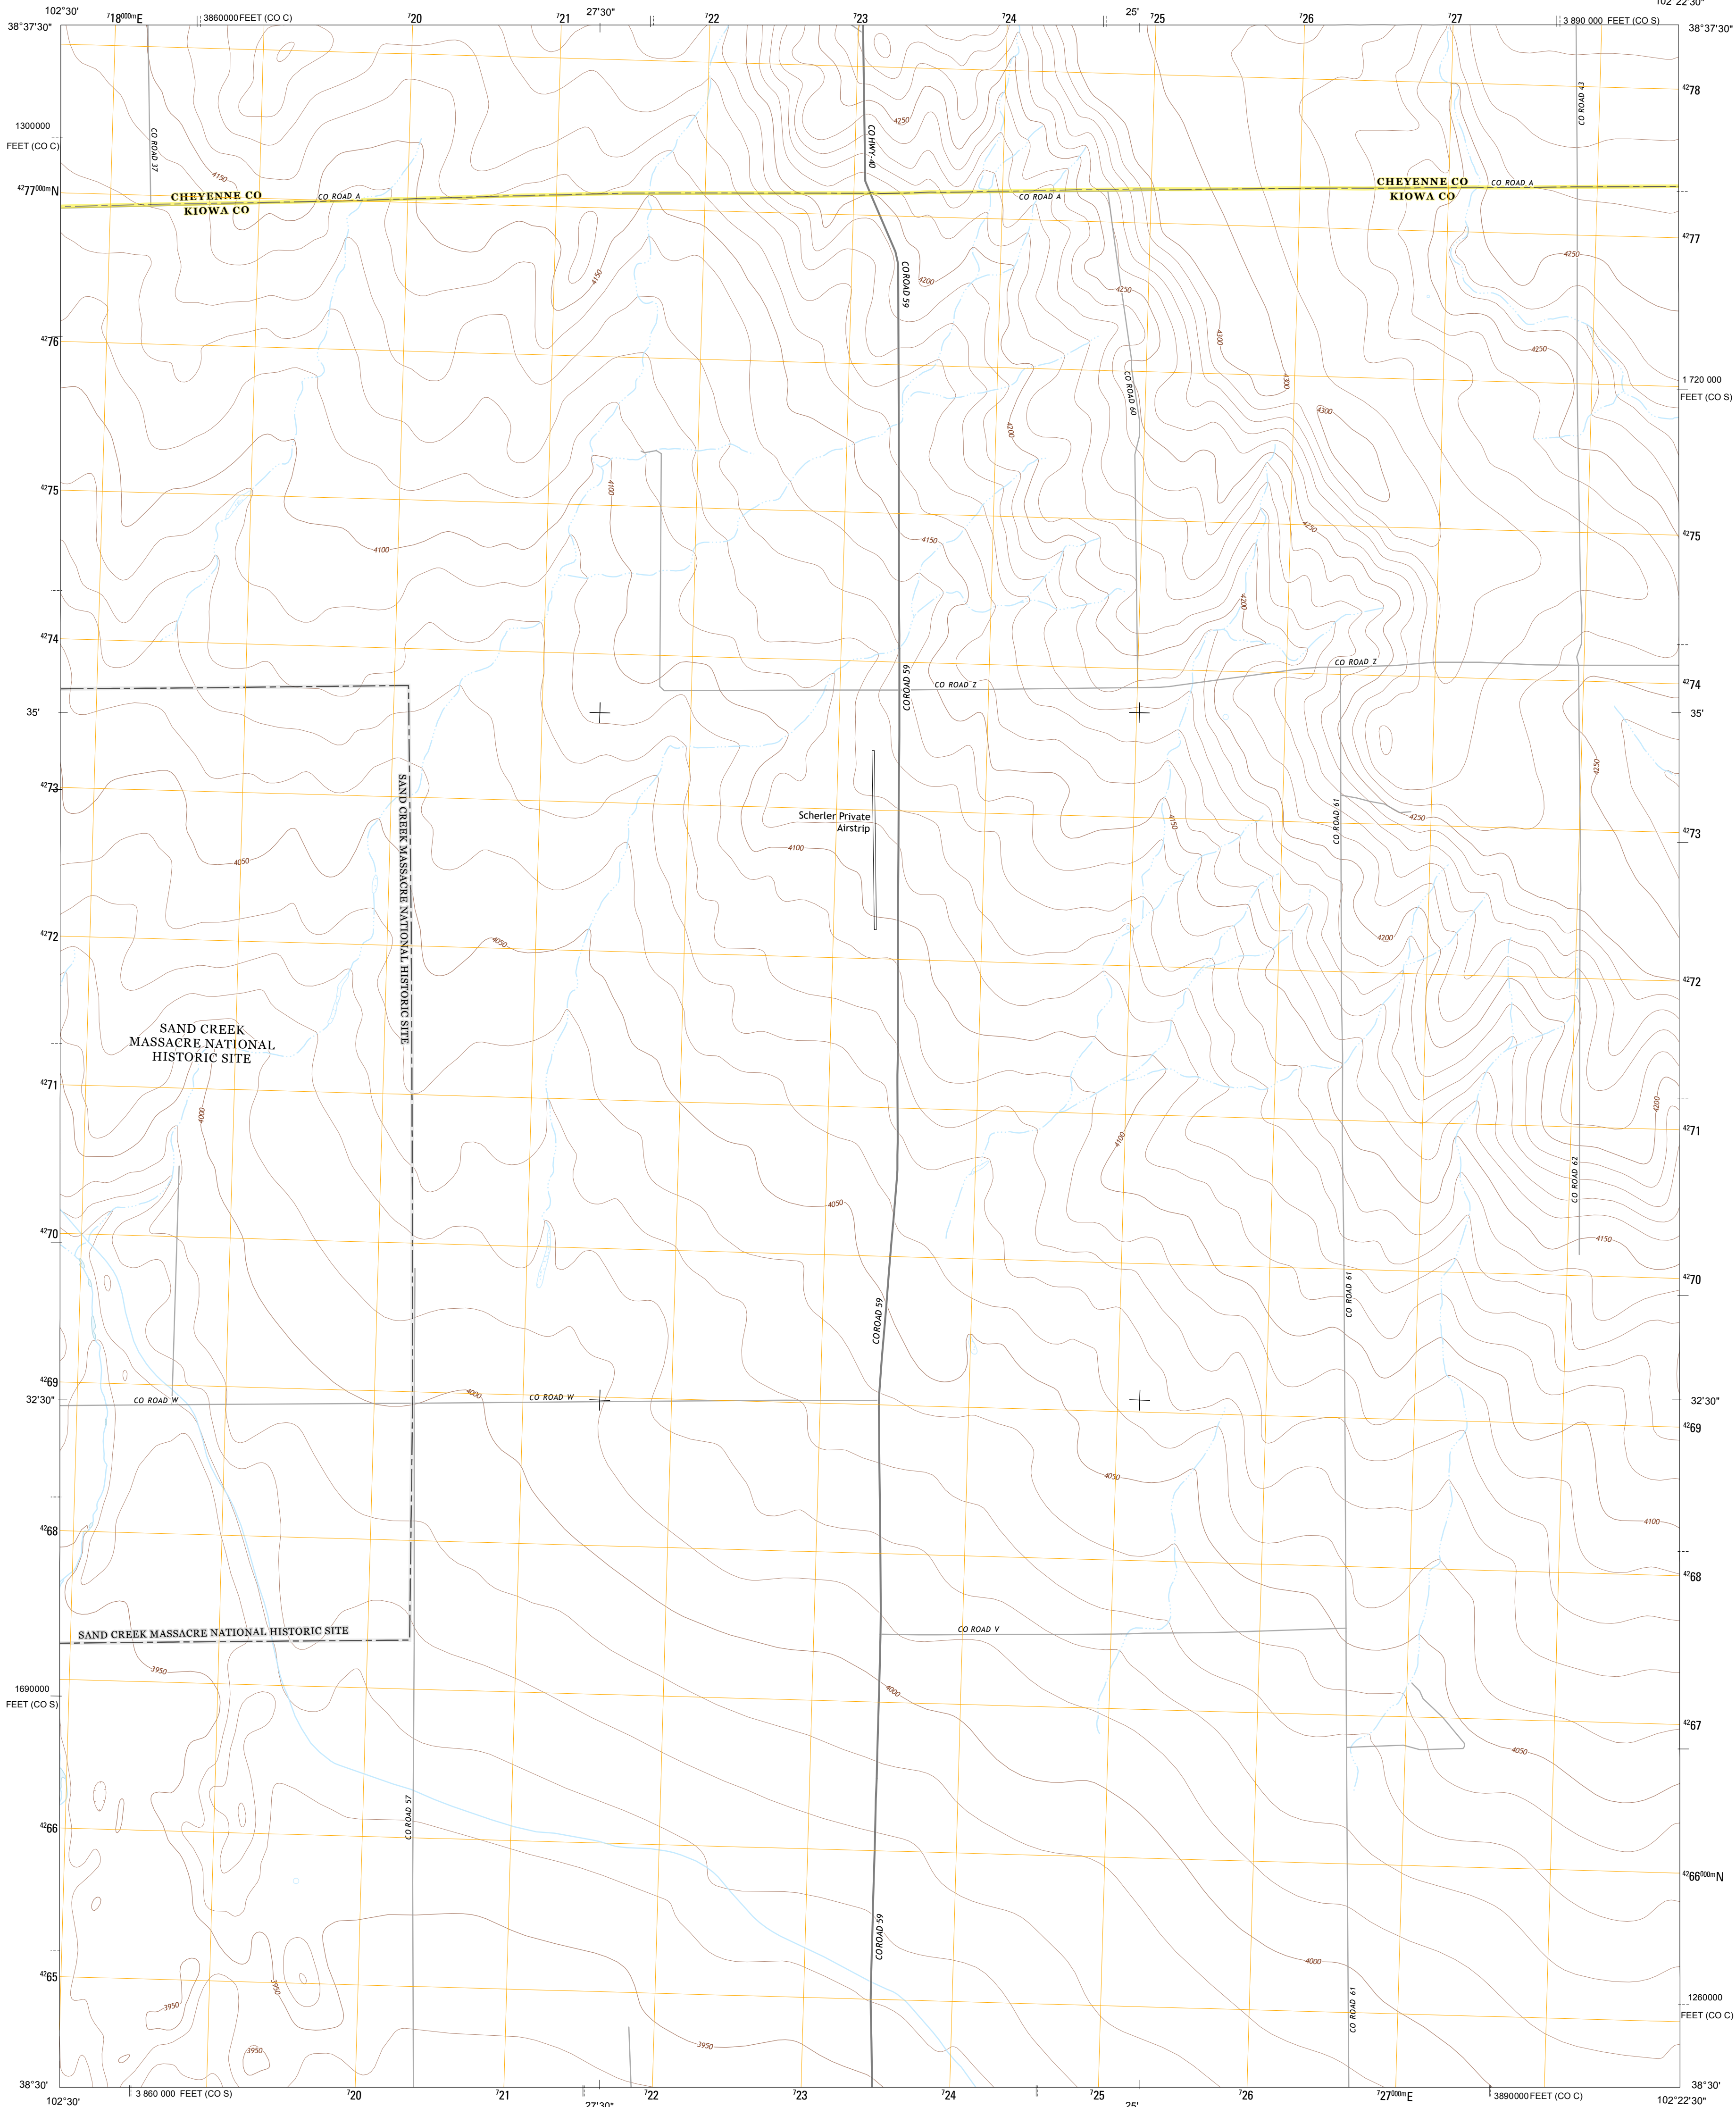 102°22'30"
102°30'
⁷18⁰⁰⁰ᵐE
3860000 FEET (CO C)
⁷20
⁷21
27'30"
⁷22
⁷23
⁷24
25'
⁷25
⁷26
⁷27
3 890 000 FEET (CO S)
38°37'30"
38°37'30"
⁴²78
CO ROAD 43
4250
1300000
FEET (CO C)
CO ROAD 37
CO HWY-40
4150
⁴²77⁰⁰⁰ᵐN
CHEYENNE CO
KIOWA CO
CO ROAD A
CO ROAD A
CHEYENNE CO
KIOWA CO
CO ROAD A
⁴²77
4150
CO ROAD 59
4200
4250
4250
4300
⁴²76
4250
CO ROAD 60
4300
4300
1 720 000
FEET (CO S)
4200
4100
⁴²75
4100
4150
4250
⁴²75
4200
⁴²74
CO ROAD 59
CO ROAD Z
CO ROAD Z
⁴²74
35'
35'
⁴²73
SAND CREEK MASSACRE NATIONAL HISTORIC SITE
4250
Scherler Private
Airstrip
4150
CO ROAD 61
4250
⁴²73
4050
4100
⁴²72
4050
4200
⁴²72
SAND CREEK
MASSACRE NATIONAL
HISTORIC SITE
⁴²71
4000
4100
4200
⁴²71
CO ROAD 62
4050
⁴²70
4150
CO ROAD 59
CO ROAD 61
⁴²70
⁴²69
4000
32'30"
CO ROAD W
CO ROAD W
32'30"
⁴²69
4050
⁴²68
4100
⁴²68
SAND CREEK MASSACRE NATIONAL HISTORIC SITE
CO ROAD V
3950
1690000
FEET (CO S)
4000
⁴²67
4050
CO ROAD 57
⁴²66
⁴²66⁰⁰⁰ᵐN
CO ROAD 59
⁴²65
3950
3950
4000
1260000
FEET (CO C)
CO ROAD 61
3950
3950
38°30'
38°30'
102°30'
3 860 000 FEET (CO S)
⁷20
⁷21
27'30"
⁷22
⁷23
⁷24
⁷25
25'
⁷26
⁷27⁰⁰⁰ᵐE
3890000 FEET (CO C)
102°22'30"